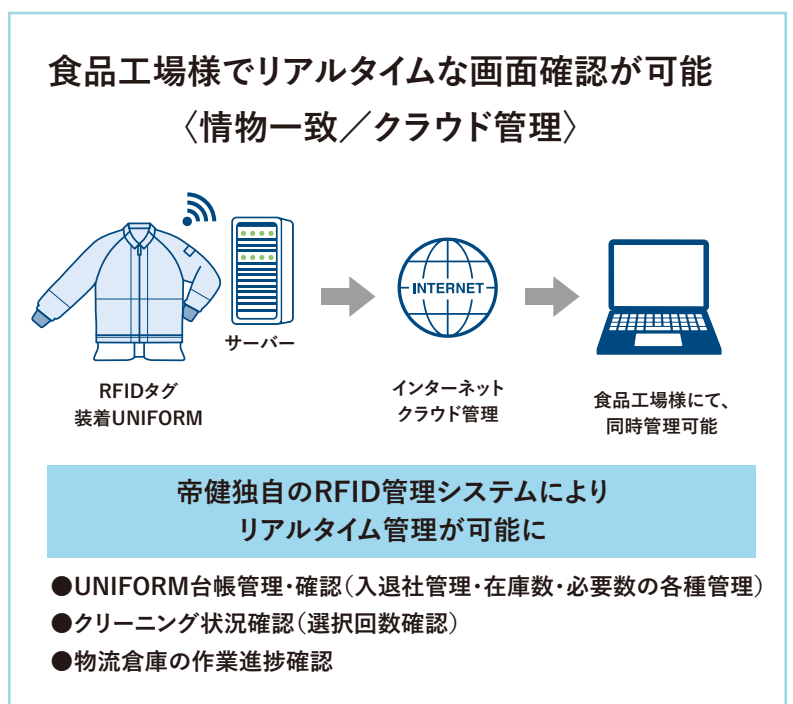 食品工場様でリアルタイムな画面確認が可能
〈情物一致／クラウド管理〉
サーバー
RFIDタグ
装着UNIFORM
INTERNET
インターネット
クラウド管理
食品工場様にて、
同時管理可能
帝健独自のRFID管理システムにより
リアルタイム管理が可能に
●UNIFORM台帳管理・確認（入退社管理・在庫数・必要数の各種管理）
●クリーニング状況確認（選択回数確認）
●物流倉庫の作業進捗確認